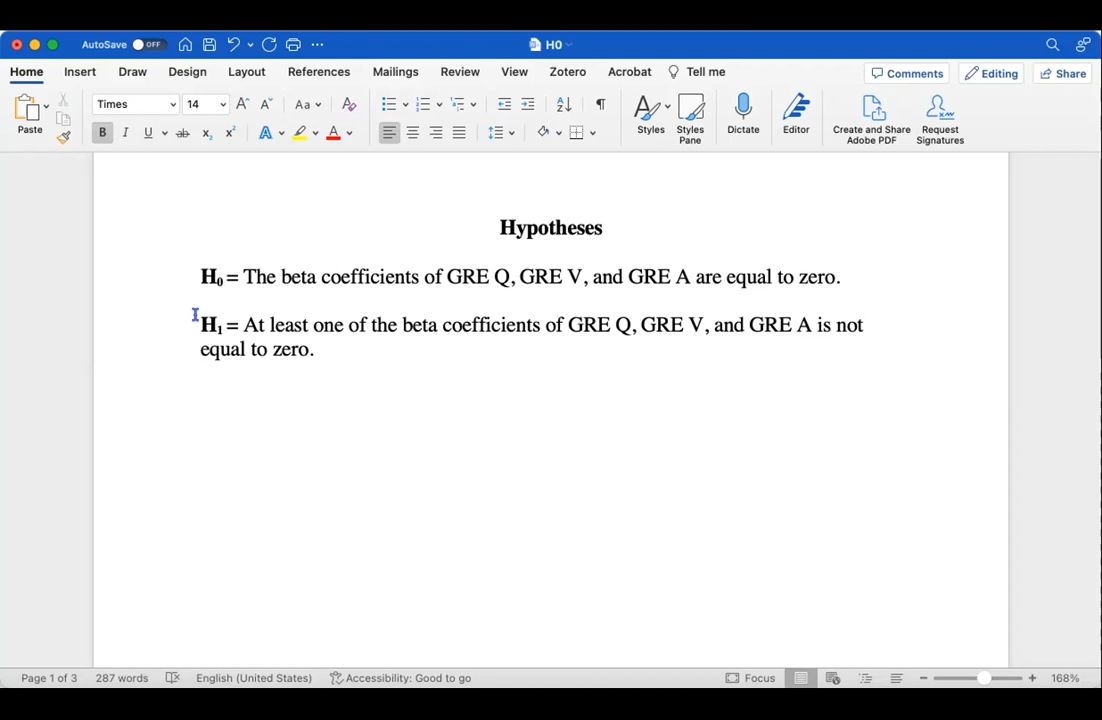 AutoSave OFF H0
Home Insert Draw Design Layout References Mailings Review View Zotero Acrobat Tell me Comments Editing Share
Times 14 Aa
Paste Styles Styles Pane Dictate Editor Create and Share Adobe PDF Request Signatures
Hypotheses
H₀ = The beta coefficients of GRE Q, GRE V, and GRE A are equal to zero.
H₁ = At least one of the beta coefficients of GRE Q, GRE V, and GRE A is not
equal to zero.
Page 1 of 3 287 words English (United States) Accessibility: Good to go Focus 168%